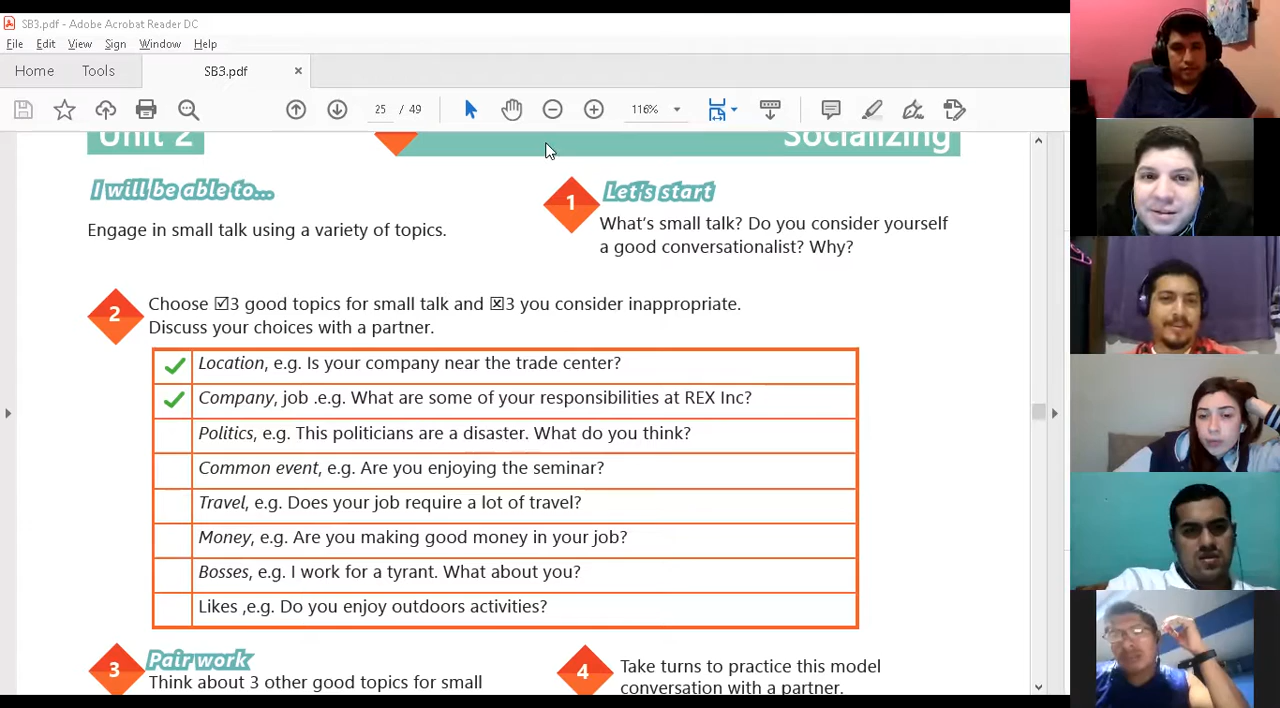 SB3.pdf - Adobe Acrobat Reader DC
File Edit View Sign Window Help
Home Tools SB3.pdf ×
25 / 49 116%
Unit 2 Socializing
I will be able to...
Engage in small talk using a variety of topics.
1 Let's start
What's small talk? Do you consider yourself
a good conversationalist? Why?
2 Choose ☑3 good topics for small talk and ☒3 you consider inappropriate.
Discuss your choices with a partner.
✓ Location, e.g. Is your company near the trade center?
✓ Company, job .e.g. What are some of your responsibilities at REX Inc?
Politics, e.g. This politicians are a disaster. What do you think?
Common event, e.g. Are you enjoying the seminar?
Travel, e.g. Does your job require a lot of travel?
Money, e.g. Are you making good money in your job?
Bosses, e.g. I work for a tyrant. What about you?
Likes ,e.g. Do you enjoy outdoors activities?
3 Pair work
Think about 3 other good topics for small
4 Take turns to practice this model
conversation with a partner.